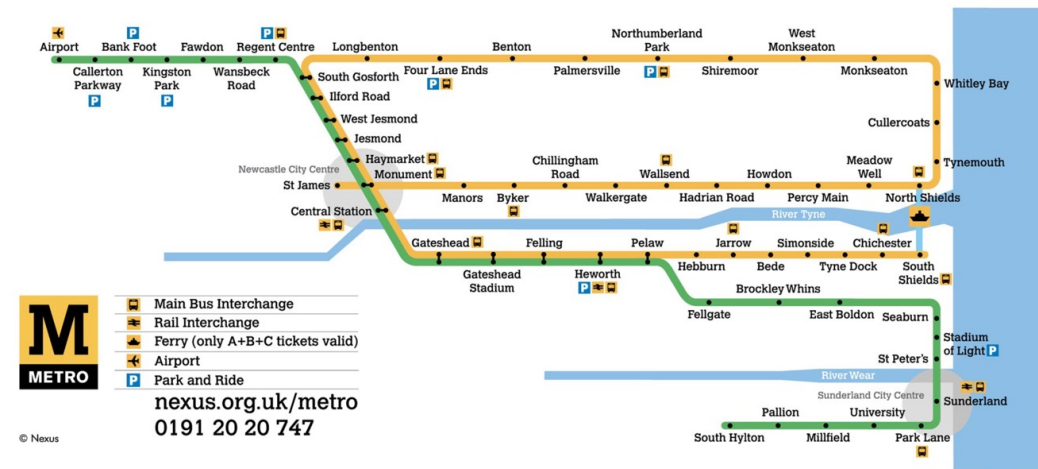 Airport
Bank Foot
Fawdon
Regent Centre
Callerton
Parkway
P
Kingston
Park
P
Wansbeck
Road
P
P
Longbenton
Benton
Northumberland
Park
P
West
Monkseaton
South Gosforth
Four Lane Ends
P
Palmersville
Shiremoor
Monkseaton
Ilford Road
West Jesmond
Jesmond
Haymarket
Newcastle City Centre
Monument
St James
Central Station
Whitley Bay
Cullercoats
Tynemouth
Chillingham
Road
Wallsend
Howdon
Meadow
Well
Manors
Byker
Walkergate
Hadrian Road
Percy Main
North Shields
River Tyne
Gateshead
Felling
Pelaw
Jarrow
Simonside
Chichester
Gateshead
Stadium
Heworth
P
Hebburn
Bede
Tyne Dock
South
Shields
Brockley Whins
Fellgate
East Boldon
Seaburn
Stadium
of Light P
St Peter's
River Wear
Sunderland City Centre
Sunderland
Pallion
University
South Hylton
Millfield
Park Lane
M
METRO
Main Bus Interchange
Rail Interchange
Ferry (only A+B+C tickets valid)
Airport
P Park and Ride
nexus.org.uk/metro
0191 20 20 747
© Nexus